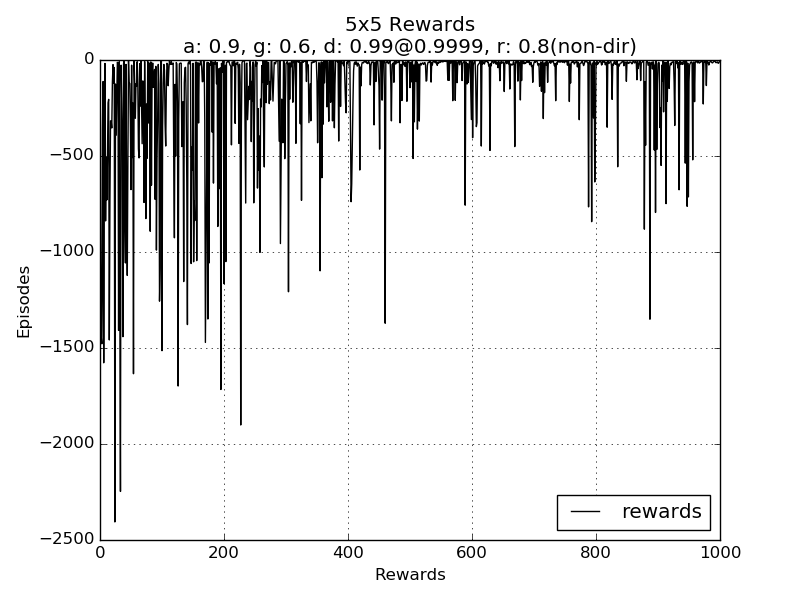 5x5 Rewards
a: 0.9, g: 0.6, d: 0.99@0.9999, r: 0.8(non-dir)
0
−500
−1000
−1500
−2000
−2500
Episodes
rewards
0 200 400 600 800 1000
Rewards